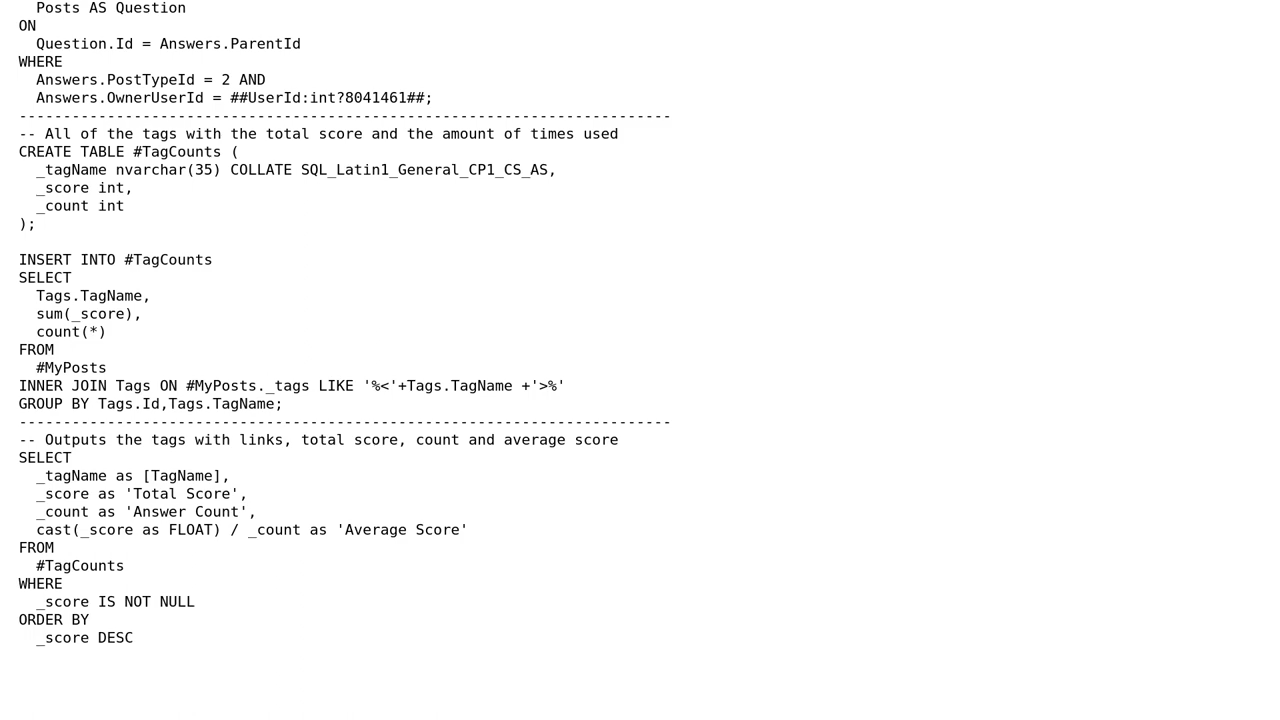 Posts AS Question
ON
Question.Id = Answers.ParentId
WHERE
Answers.PostTypeId = 2 AND
Answers.OwnerUserId = ##UserId:int?8041461##;
--------------------------------------------------------------------------
-- All of the tags with the total score and the amount of times used
CREATE TABLE #TagCounts (
_tagName nvarchar(35) COLLATE SQL_Latin1_General_CP1_CS_AS,
_score int,
_count int
);
INSERT INTO #TagCounts
SELECT
Tags.TagName,
sum(_score),
count(*)
FROM
#MyPosts
INNER JOIN Tags ON #MyPosts._tags LIKE '%<'+Tags.TagName +'>%'
GROUP BY Tags.Id,Tags.TagName;
--------------------------------------------------------------------------
-- Outputs the tags with links, total score, count and average score
SELECT
_tagName as [TagName],
_score as 'Total Score',
_count as 'Answer Count',
cast(_score as FLOAT) / _count as 'Average Score'
FROM
#TagCounts
WHERE
_score IS NOT NULL
ORDER BY
_score DESC